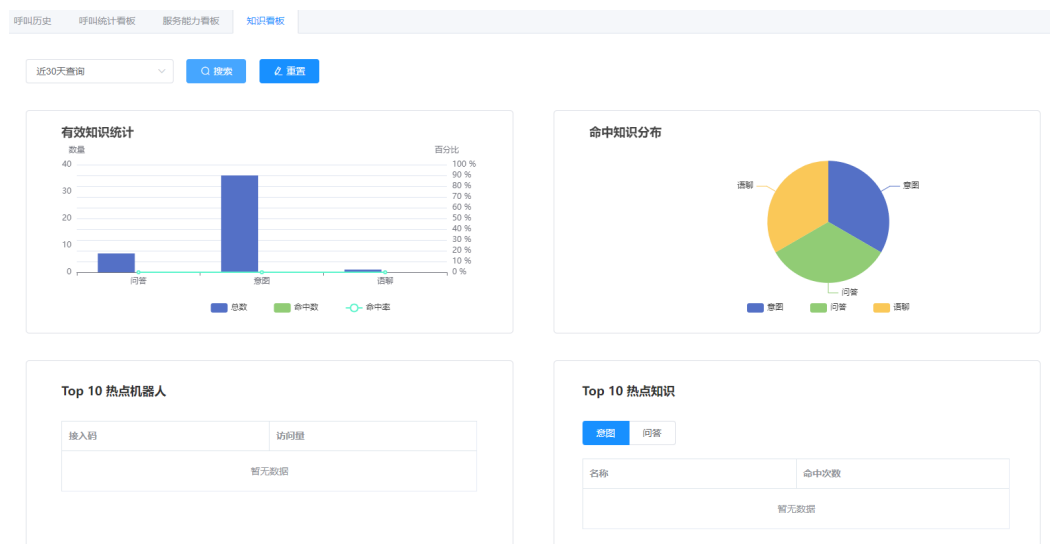 呼叫历史 呼叫统计看板 服务能力看板 知识看板
近30天查询 搜索 重置
有效知识统计
数量 百分比
40
30
20
10
0
100 %
90 %
80 %
70 %
60 %
50 %
40 %
30 %
20 %
10 %
0 %
问答 意图 语聊
总数 命中数 命中率
命中知识分布
语聊 意图
问答
意图 问答 语聊
Top 10 热点机器人
接入码 访问量
暂无数据
Top 10 热点知识
意图 问答
名称 命中次数
暂无数据